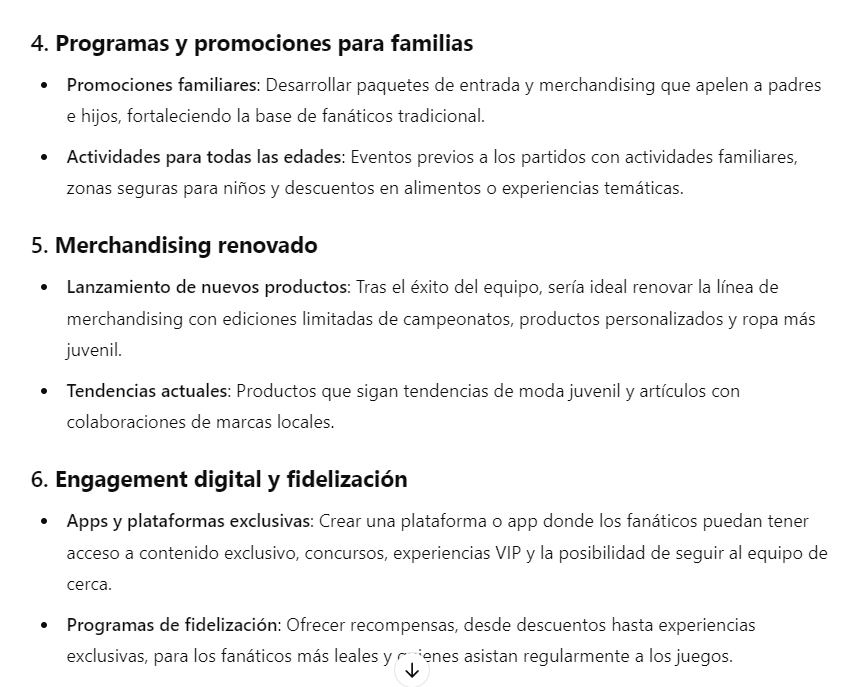 4. Programas y promociones para familias
• Promociones familiares: Desarrollar paquetes de entrada y merchandising que apelen a padres
e hijos, fortaleciendo la base de fanáticos tradicional.
• Actividades para todas las edades: Eventos previos a los partidos con actividades familiares,
zonas seguras para niños y descuentos en alimentos o experiencias temáticas.
5. Merchandising renovado
• Lanzamiento de nuevos productos: Tras el éxito del equipo, sería ideal renovar la línea de
merchandising con ediciones limitadas de campeonatos, productos personalizados y ropa más
juvenil.
• Tendencias actuales: Productos que sigan tendencias de moda juvenil y artículos con
colaboraciones de marcas locales.
6. Engagement digital y fidelización
• Apps y plataformas exclusivas: Crear una plataforma o app donde los fanáticos puedan tener
acceso a contenido exclusivo, concursos, experiencias VIP y la posibilidad de seguir al equipo de
cerca.
• Programas de fidelización: Ofrecer recompensas, desde descuentos hasta experiencias
exclusivas, para los fanáticos más leales y quienes asistan regularmente a los juegos.